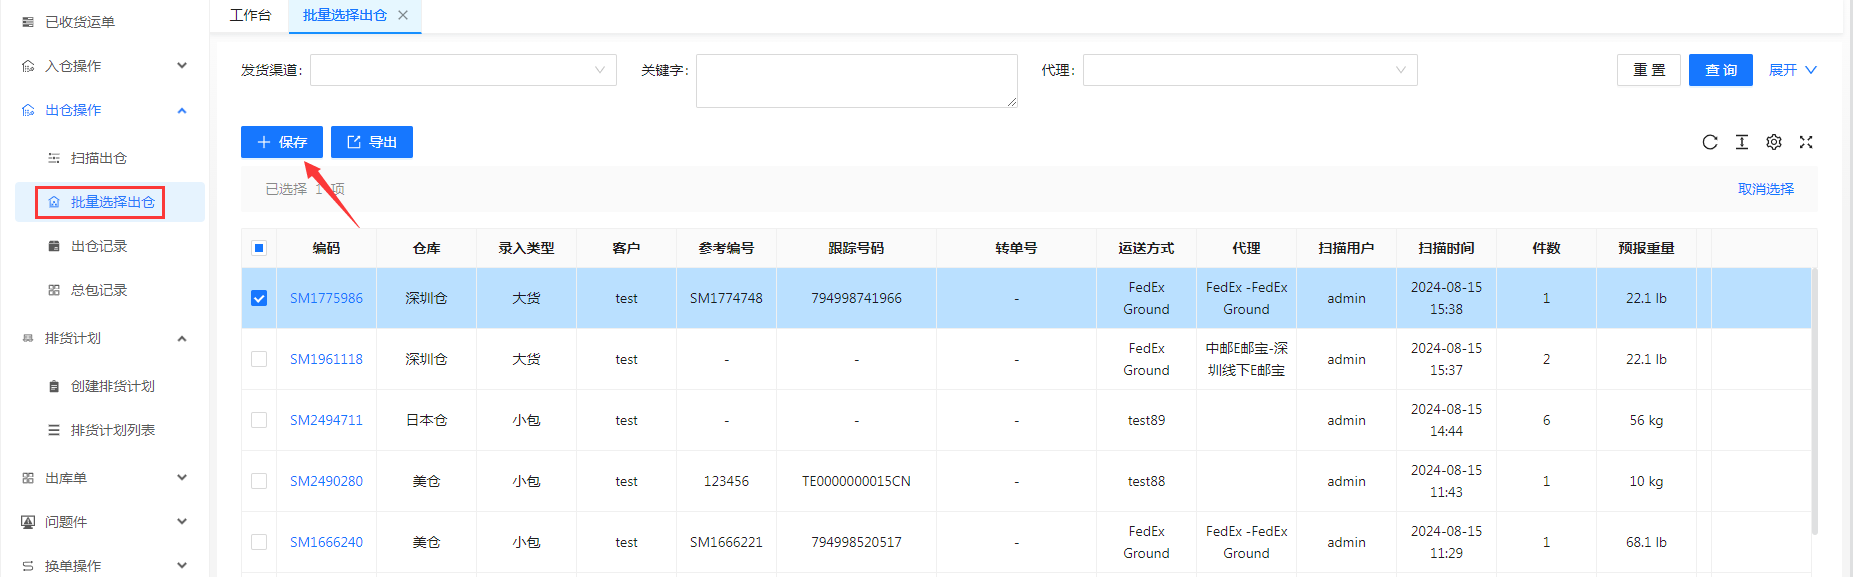 已收货运单
入仓操作
出仓操作
扫描出仓
批量选择出仓
出仓记录
总包记录
排货计划
创建排货计划
排货计划列表
出库单
问题件
换单操作
工作台 批量选择出仓
发货渠道: 关键字: 代理: 重 置 查 询 展开
保存 导出
已选择 1 项 取消选择
编码 仓库 录入类型 客户 参考编号 跟踪号码 转单号 运送方式 代理 扫描用户 扫描时间 件数 预报重量
SM1775986 深圳仓 大货 test SM1774748 794998741966 - FedEx Ground FedEx -FedEx Ground admin 2024-08-15 15:38 1 22.1 lb
SM1961118 深圳仓 大货 test - - - FedEx Ground 中邮E邮宝-深圳线下E邮宝 admin 2024-08-15 15:37 2 22.1 lb
SM2494711 日本仓 小包 test - - - test89 admin 2024-08-15 14:44 6 56 kg
SM2490280 美仓 小包 test 123456 TE0000000015CN - test88 admin 2024-08-15 11:43 1 10 kg
SM1666240 美仓 小包 test SM1666221 794998520517 - FedEx Ground FedEx -FedEx Ground admin 2024-08-15 11:29 1 68.1 lb